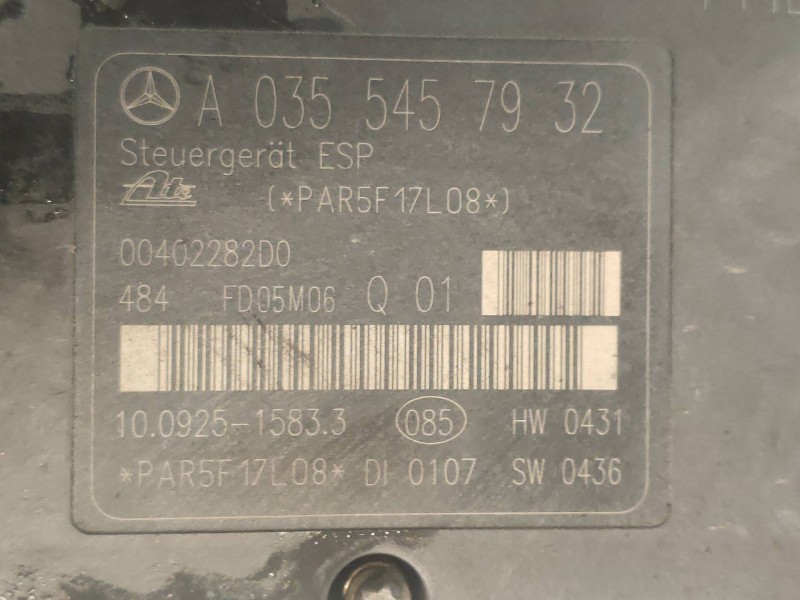 A 035 545 79 32
Steuergerät ESP
Ate (*PAR5F17L08*)
00402282D0
484 FD05M06 Q 01
10.0925-1583.3 085 HW 0431
*PAR5F17L08* DI 0107 SW 0436